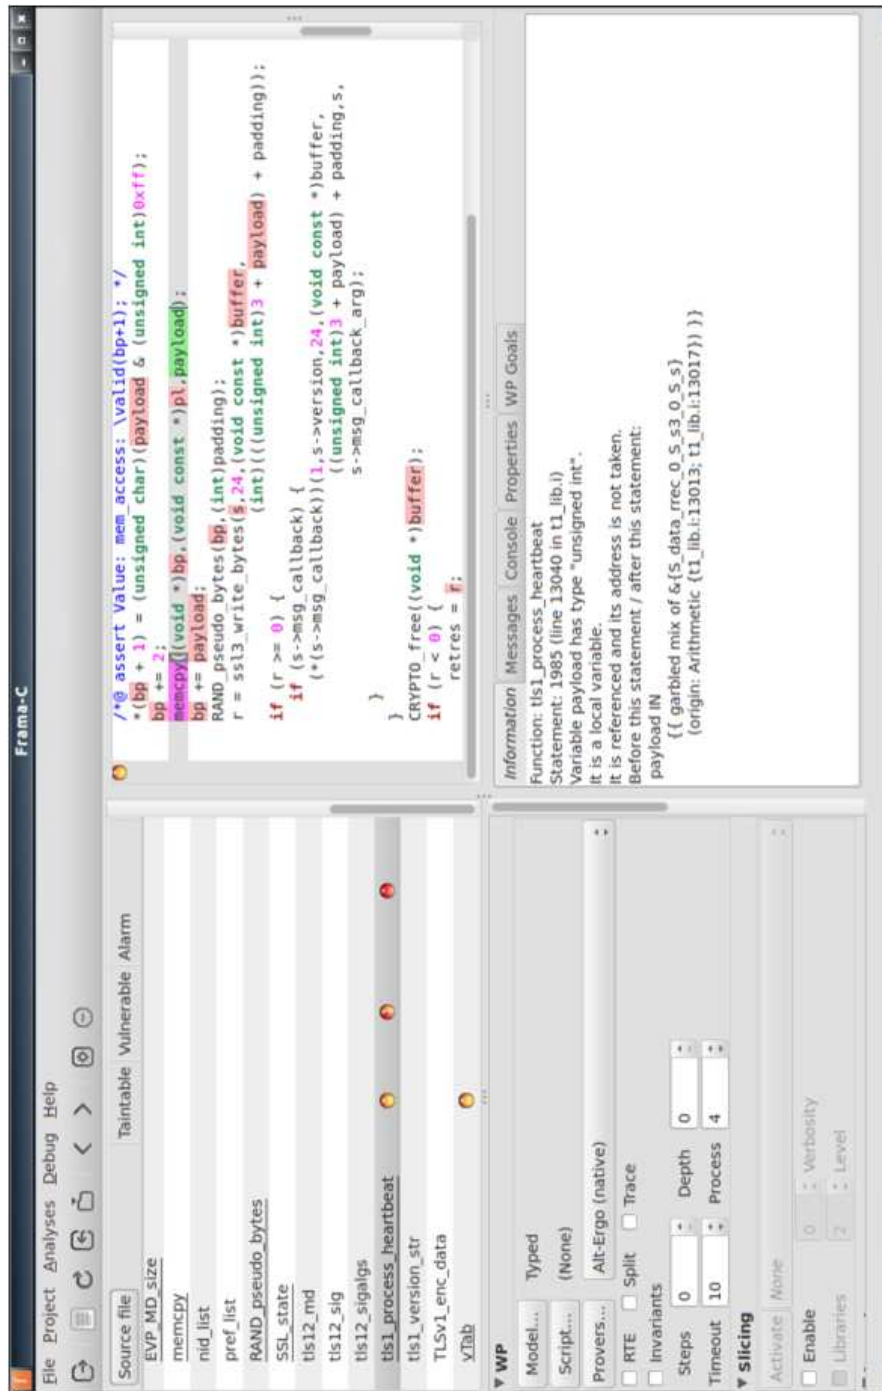 Frama-C
File Project Analyses Debug Help
Source file Taintable Vulnerable Alarm
EVP_MD_size
memcpy
nid_list
pref_list
RAND_pseudo_bytes
SSL_state
tls12_md
tls12_sig
tls12_sigalgs
tls1_process_heartbeat
tls1_version_str
TLSv1_enc_data
vTab
/*@ assert Value: mem_access: \valid(bp+1); */
*(bp + 1) = (unsigned char)(payload & (unsigned int)0xff);
bp += 2;
memcpy((void *)bp,(void const *)pl,payload);
bp += payload;
RAND_pseudo_bytes(bp,(int)padding);
r = ssl3_write_bytes(s,24,(void const *)buffer,
(int)(((unsigned int)3 + payload) + padding));
if (r >= 0) {
if (s->msg_callback) {
(*(s->msg_callback))(1,s->version,24,(void const *)buffer,
((unsigned int)3 + payload) + padding,s,
s->msg_callback_arg);
}
}
CRYPTO_free((void *)buffer);
if (r < 0) {
retres = r;
▼ WP
Model... Typed
Script... (None)
Provers... Alt-Ergo (native)
RTE Split Trace
Invariants
Steps 0 Depth 0
Timeout 10 Process 4
▼ Slicing
Activate None
Enable 0 Verbosity
Libraries 2 Level
Information Messages Console Properties WP Goals
Function: tls1_process_heartbeat
Statement: 1985 (line 13040 in t1_lib.i)
Variable payload has type "unsigned int".
It is a local variable.
It is referenced and its address is not taken.
Before this statement / after this statement:
payload IN
{{ garbled mix of &{S_data_rrec_0_S_s3_0_S_s}
(origin: Arithmetic {t1_lib.i:13013; t1_lib.i:13017}) }}